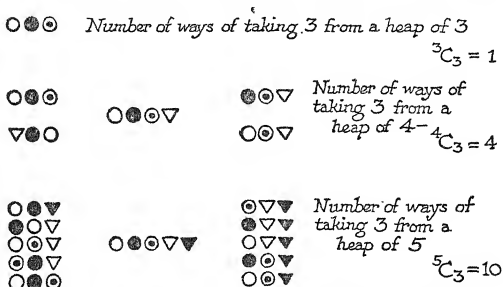 Number of ways of taking 3 from a heap of 3
³C₃ = 1
Number of ways of
taking 3 from a
heap of 4– ⁴C₃ = 4
Number of ways of
taking 3 from a
heap of 5
⁵C₃ = 10